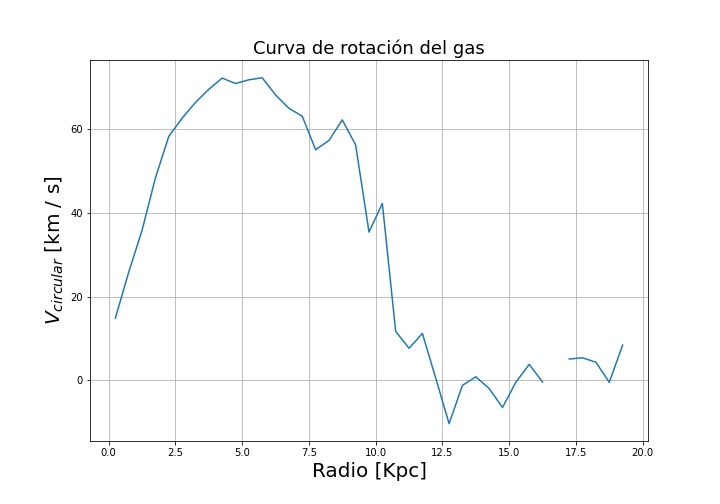 Curva de rotación del gas
V_circular [km / s]
60
40
20
0
0.0 2.5 5.0 7.5 10.0 12.5 15.0 17.5 20.0
Radio [Kpc]